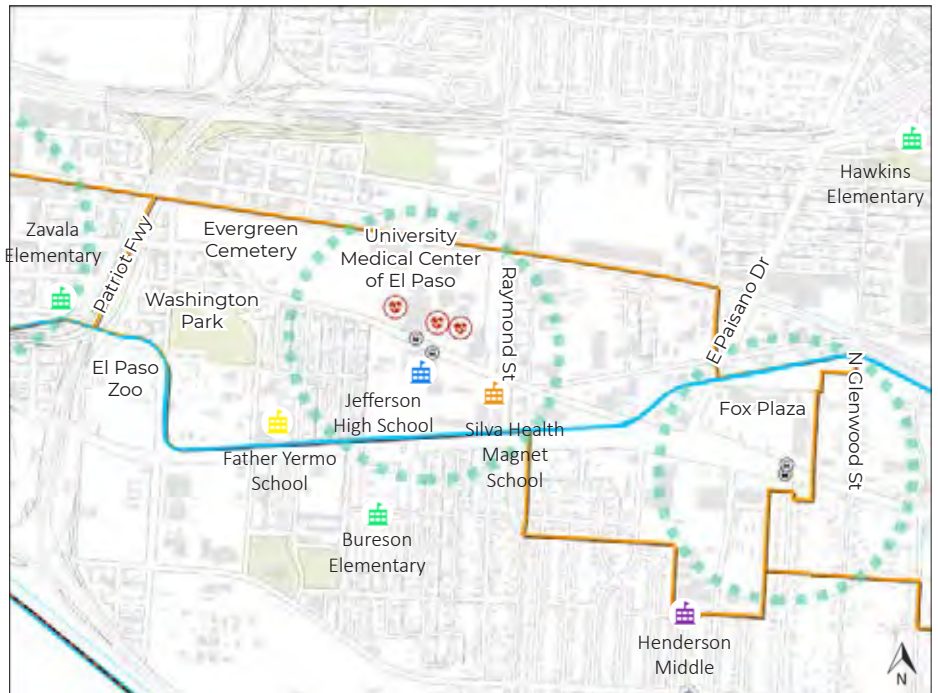 Hawkins
Elementary
Zavala
Elementary
Patriot Fwy
Evergreen
Cemetery
University
Medical Center
of El Paso
Raymond St
E Paisano Dr
Washington
Park
El Paso
Zoo
Jefferson
High School
Silva Health
Magnet
School
Fox Plaza
N Glenwood St
Father Yermo
School
Bureson
Elementary
Henderson
Middle
N